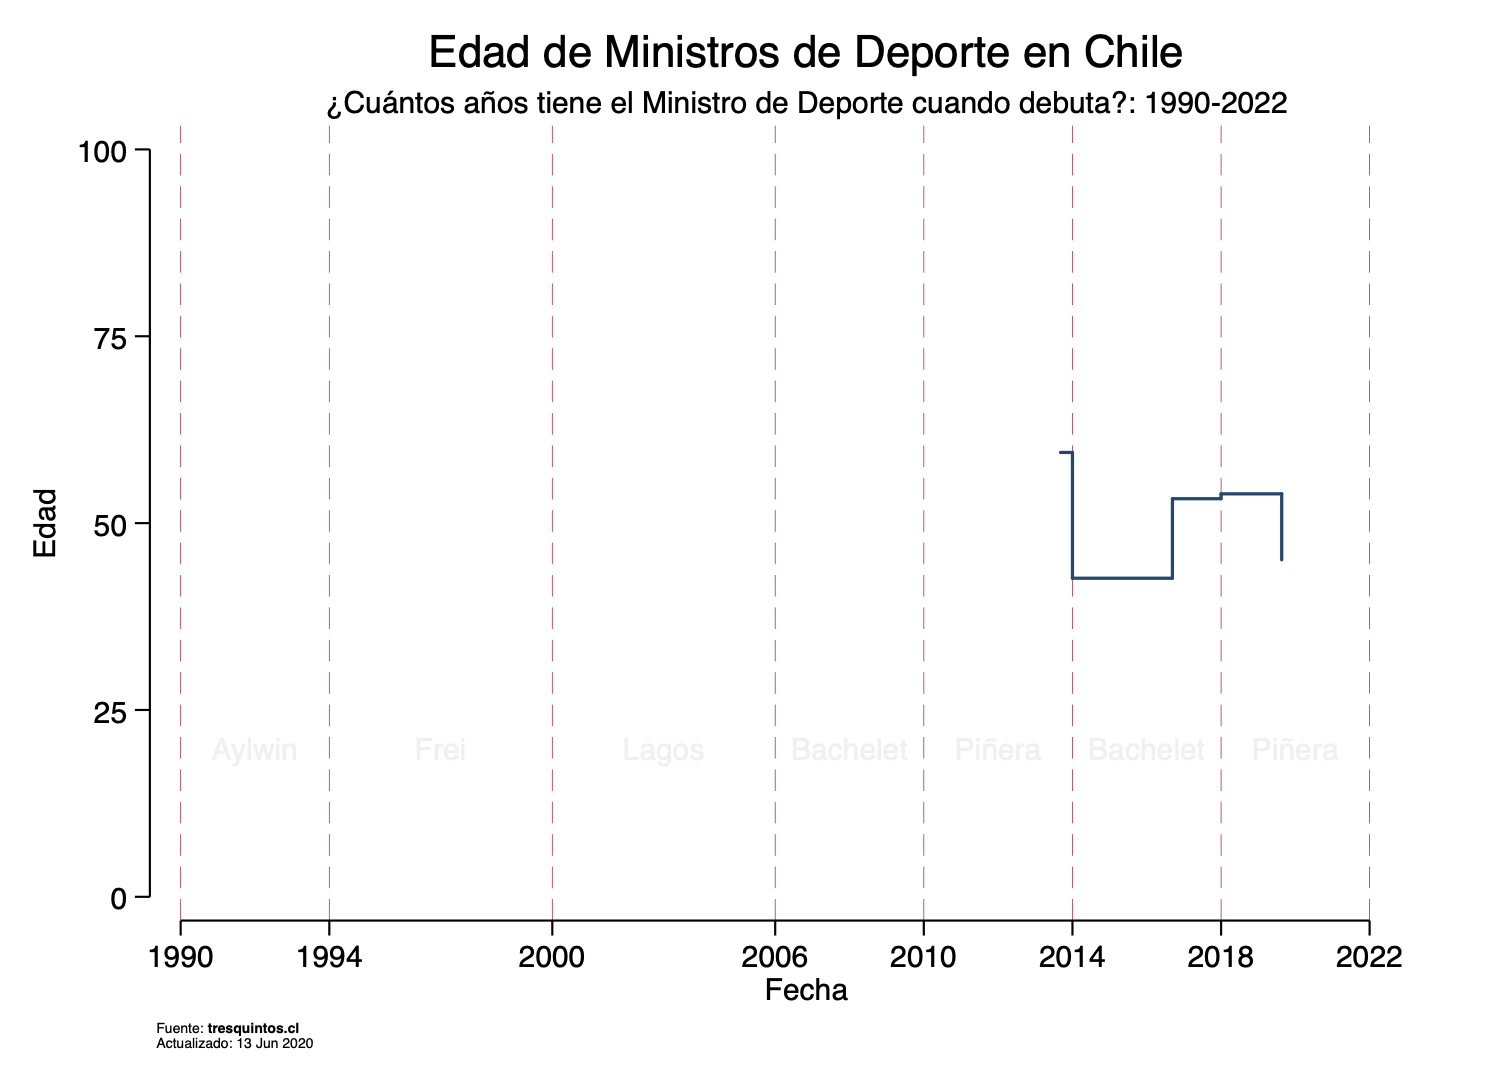 Edad de Ministros de Deporte en Chile
¿Cuántos años tiene el Ministro de Deporte cuando debuta?: 1990-2022
100
75
50
25
0
Edad
Aylwin Frei Lagos Bachelet Piñera Bachelet Piñera
1990 1994 2000 2006 2010 2014 2018 2022
Fecha
Fuente: tresquintos.cl
Actualizado: 13 Jun 2020